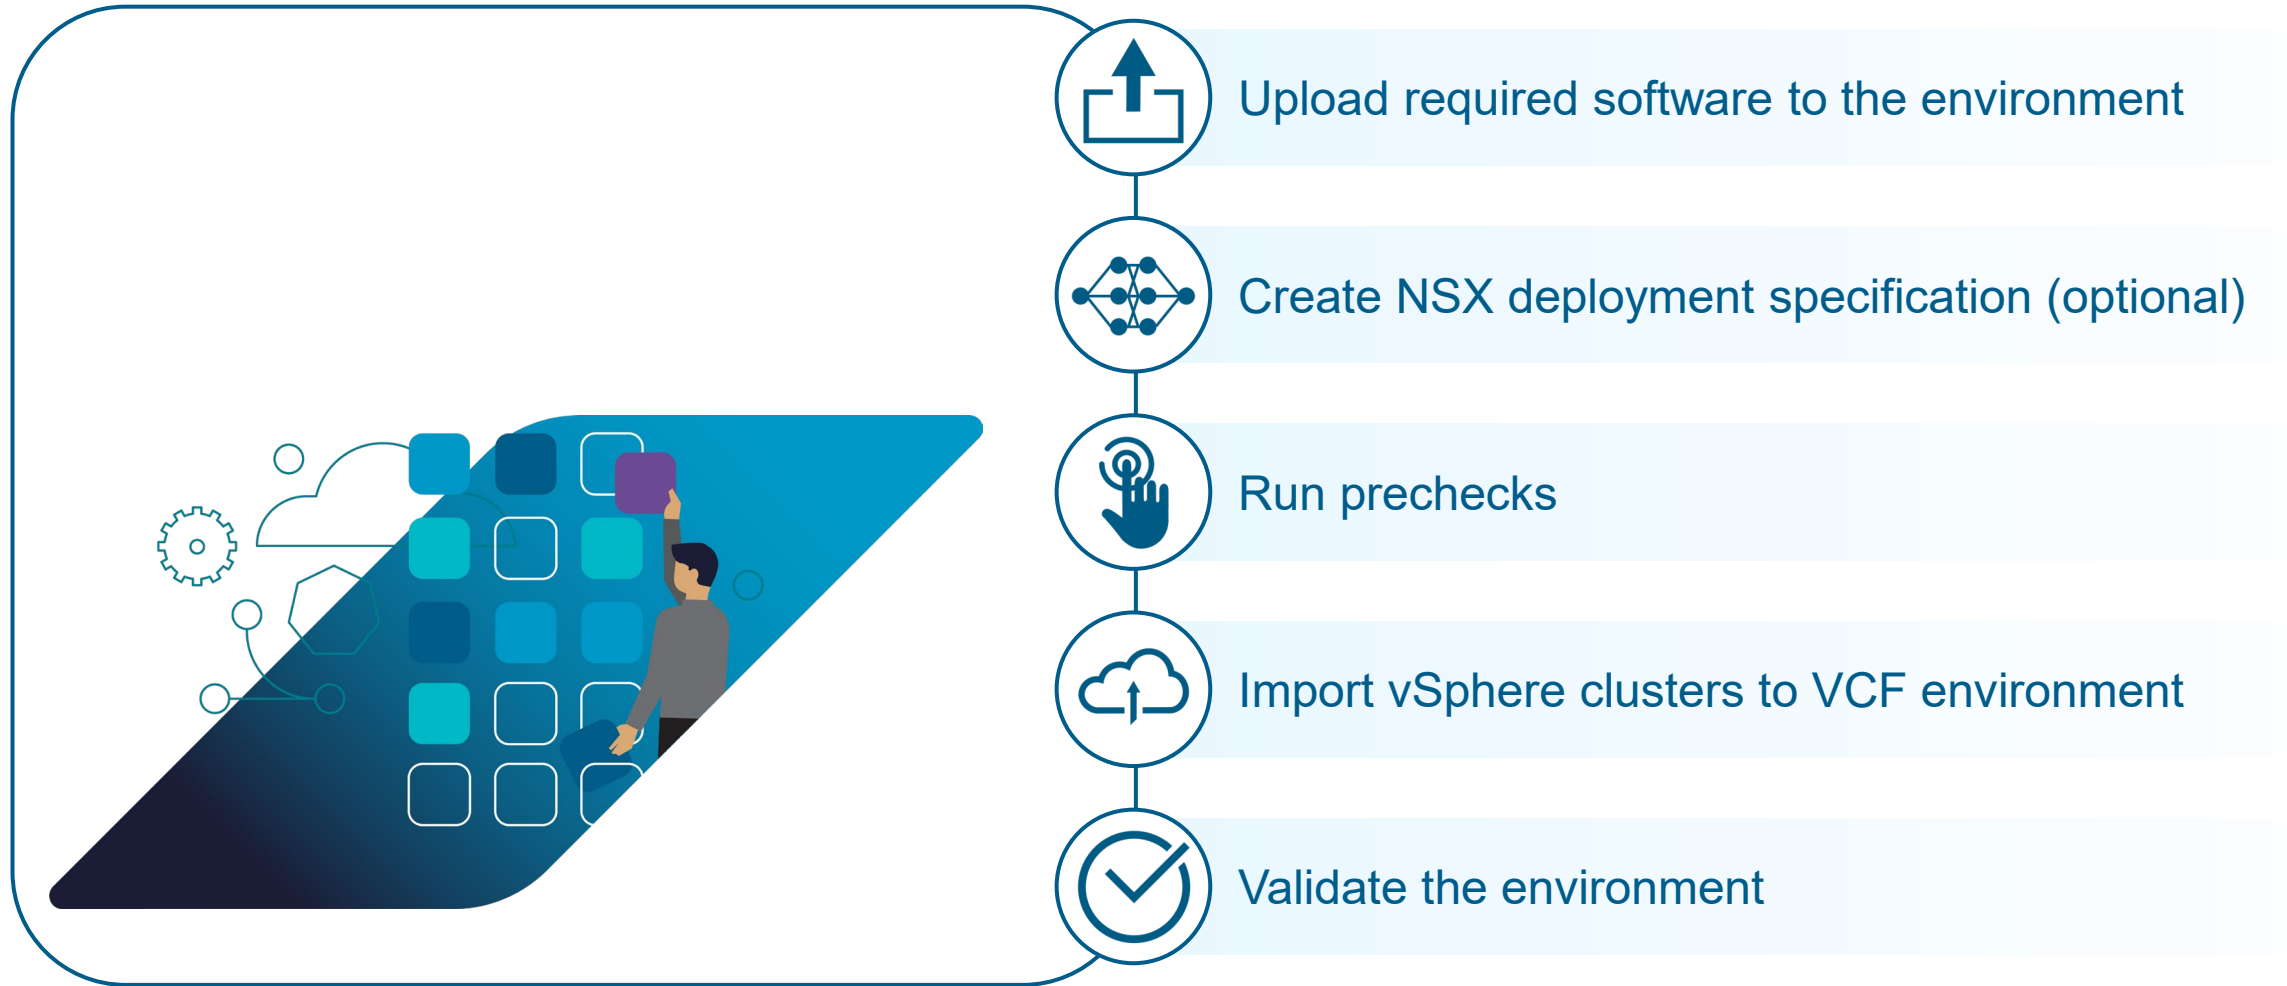 Upload required software to the environment
Create NSX deployment specification (optional)
Run prechecks
Import vSphere clusters to VCF environment
Validate the environment